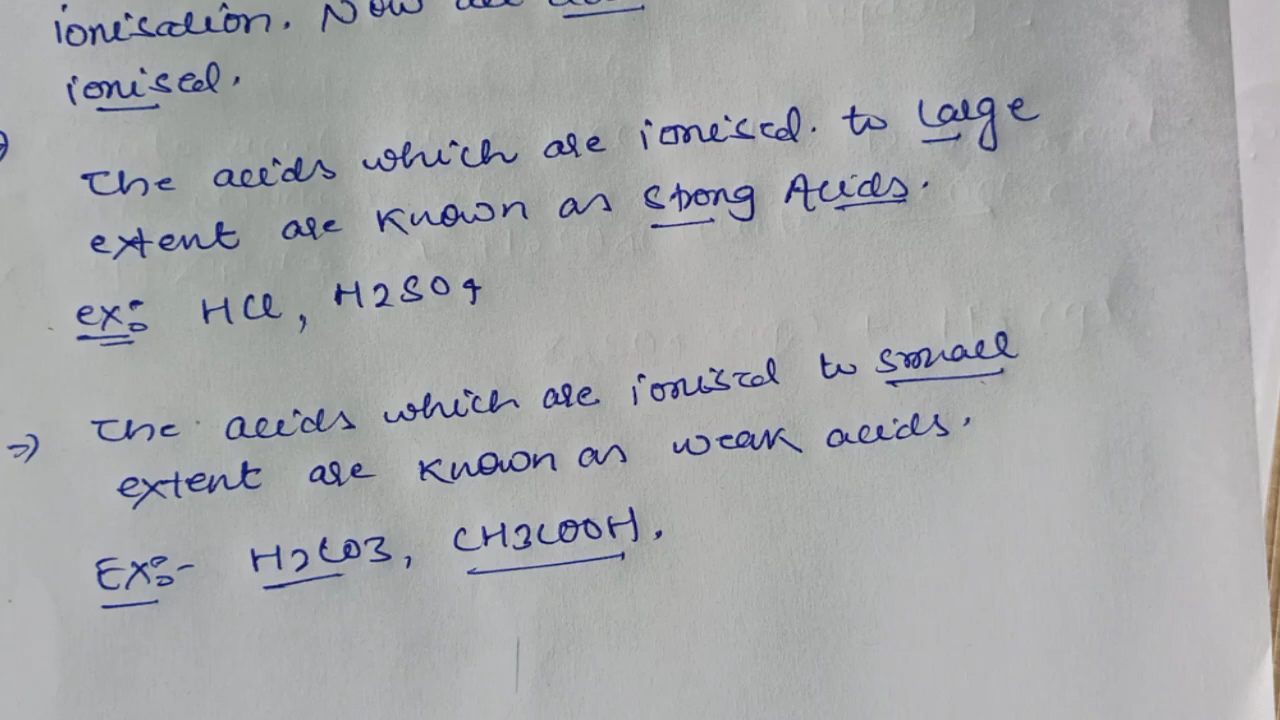 ionisation. Now
ionised.
The acids which are ionised. to Large
extent are known as Strong Acids.
ex: HCl, H2SO4
=> The acids which are ionised to small
extent are known as weak acids.
Ex:- H2CO3, CH3COOH.